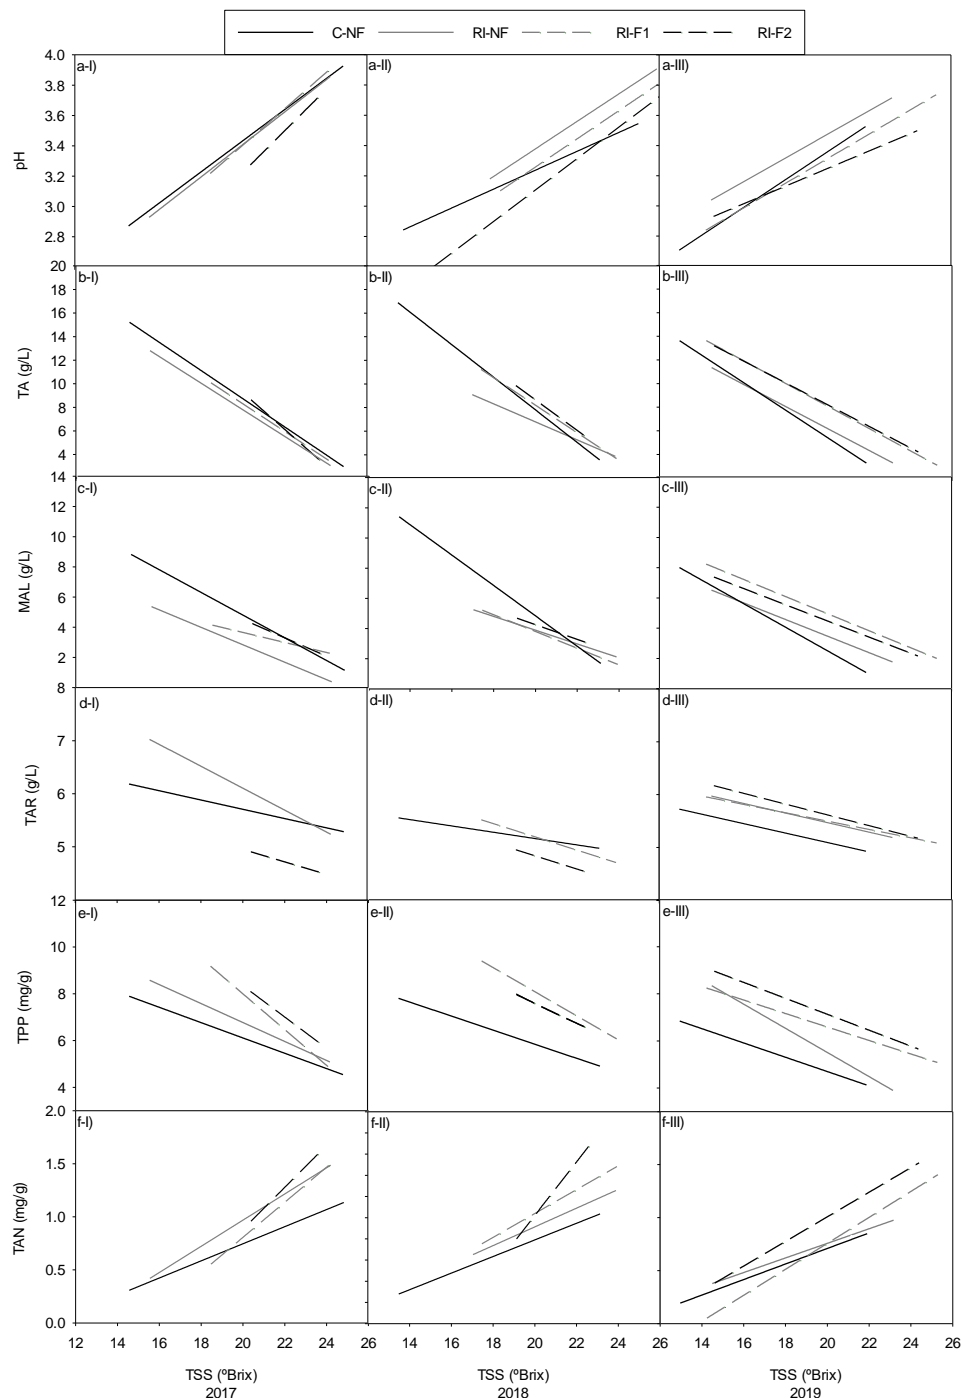 C-NF RI-NF RI-F1 RI-F2
a-I) a-II) a-III)
4.0
3.8
3.6
3.4
3.2
3.0
2.8
pH
20
b-I) b-II) b-III)
18
16
14
12
10
8
6
4
TA (g/L)
14
c-I) c-II) c-III)
12
10
8
6
4
2
MAL (g/L)
8
d-I) d-II) d-III)
7
6
5
TAR (g/L)
12
e-I) e-II) e-III)
10
8
6
4
TPP (mg/g)
2.0
f-I) f-II) f-III)
1.5
1.0
0.5
0.0
TAN (mg/g)
12 14 16 18 20 22 24 26 14 16 18 20 22 24 26 14 16 18 20 22 24 26
TSS (ºBrix) TSS (ºBrix) TSS (ºBrix)
2017 2018 2019